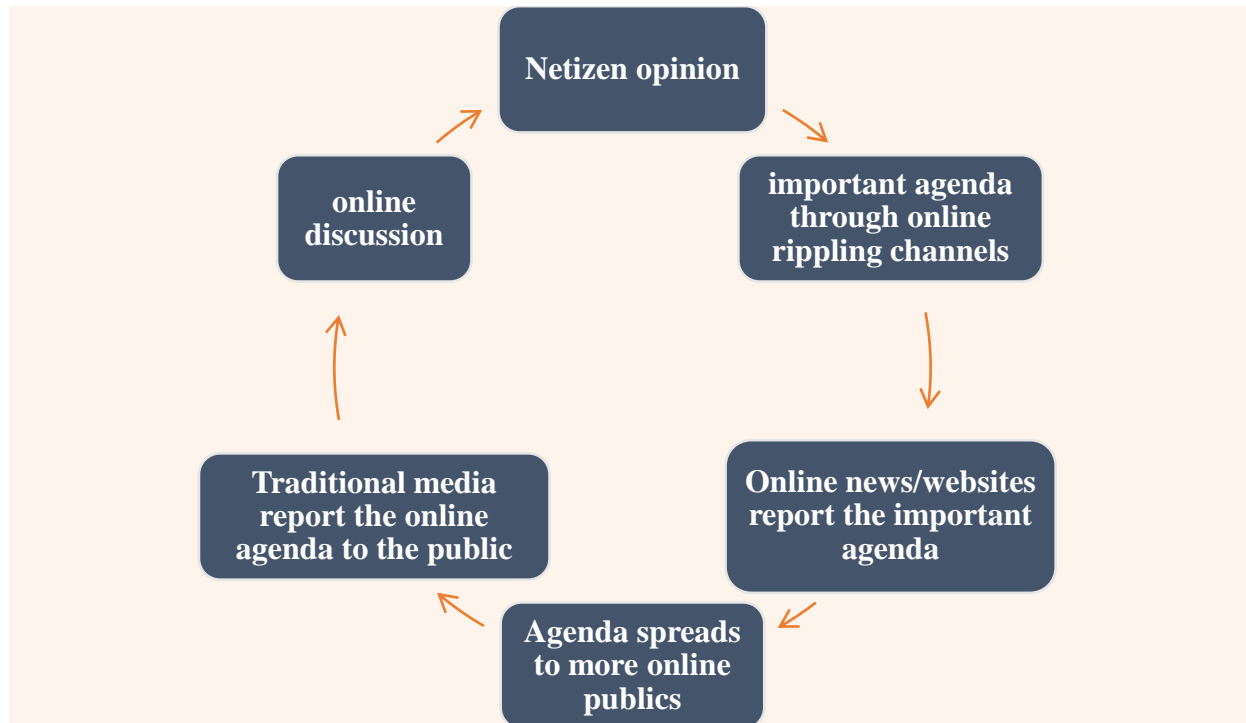 Netizen opinion
important agenda
through online
rippling channels
Online news/websites
report the important
agenda
Agenda spreads
to more online
publics
Traditional media
report the online
agenda to the public
online
discussion